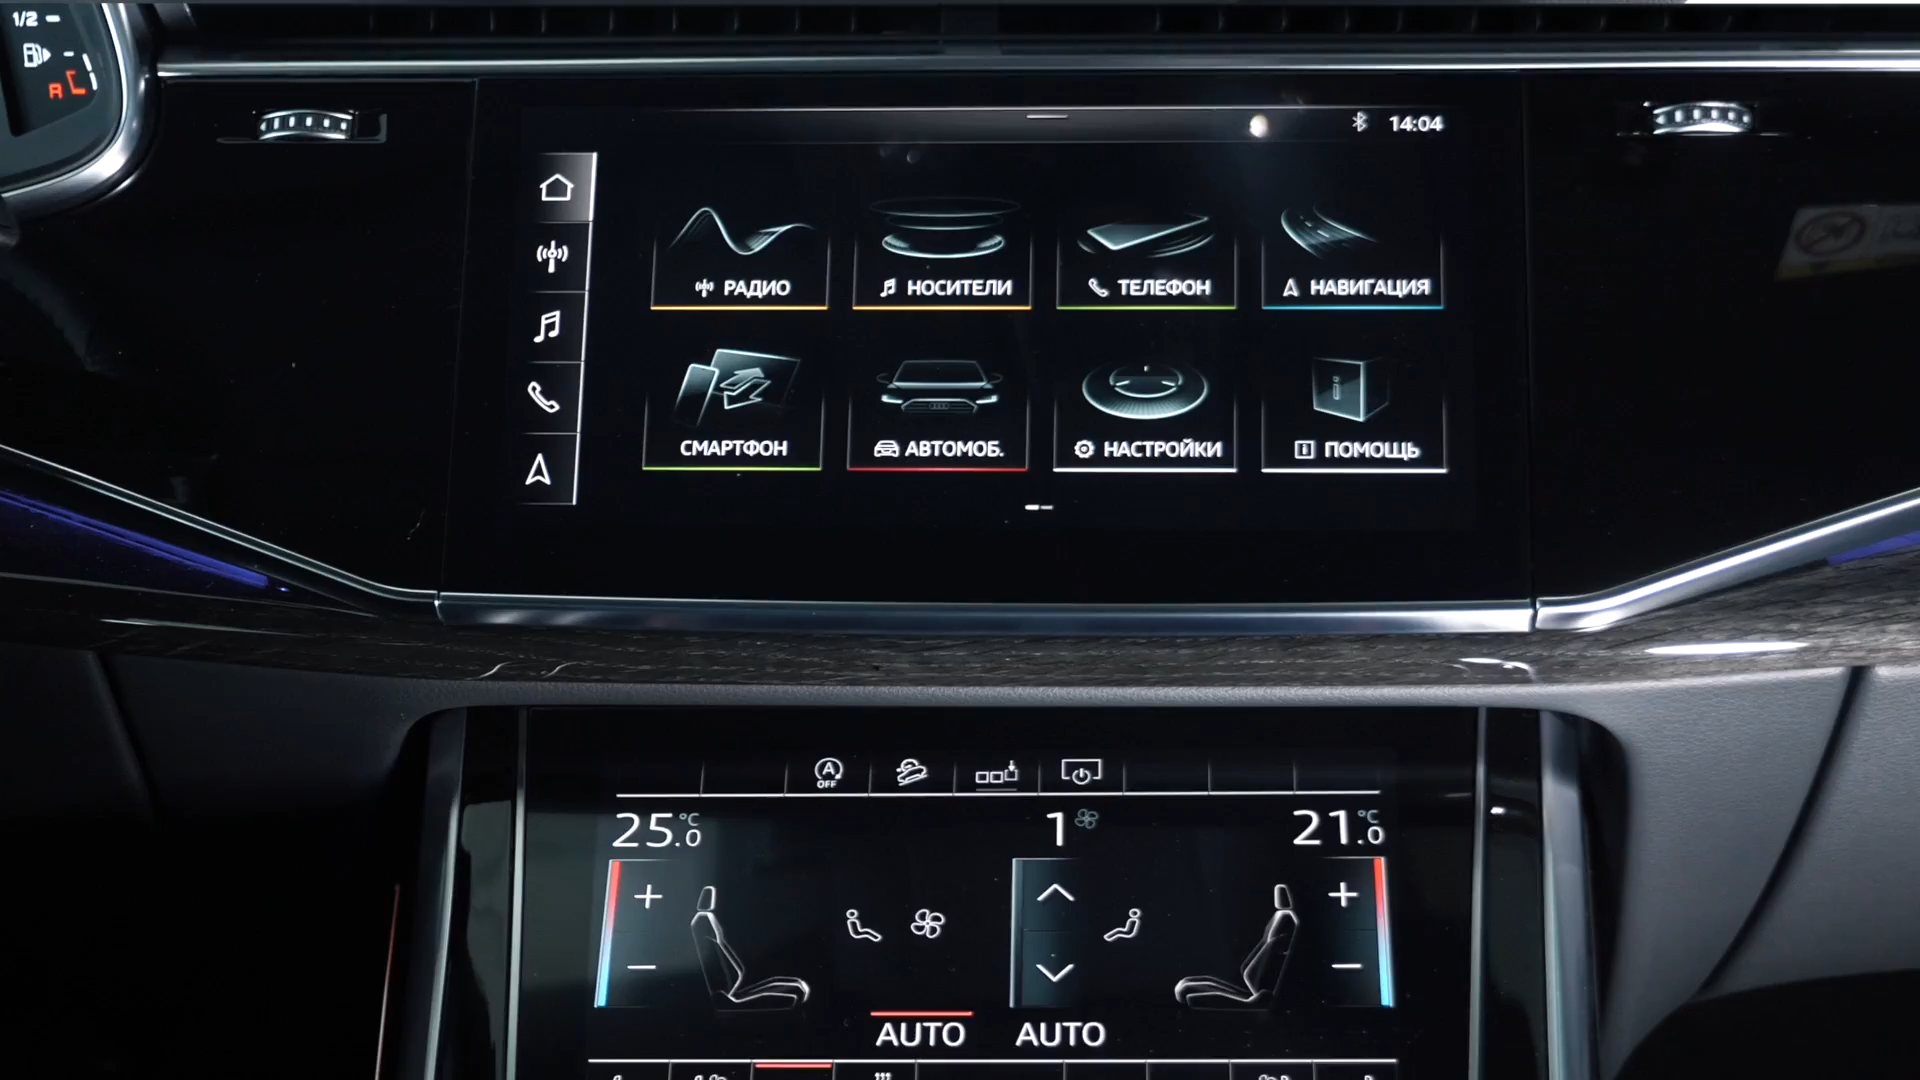 1/2
14:04
РАДИО
НОСИТЕЛИ
ТЕЛЕФОН
НАВИГАЦИЯ
СМАРТФОН
АВТОМОБ.
НАСТРОЙКИ
ПОМОЩЬ
A
OFF
25.0 °C
1
21.0 °C
AUTO
AUTO